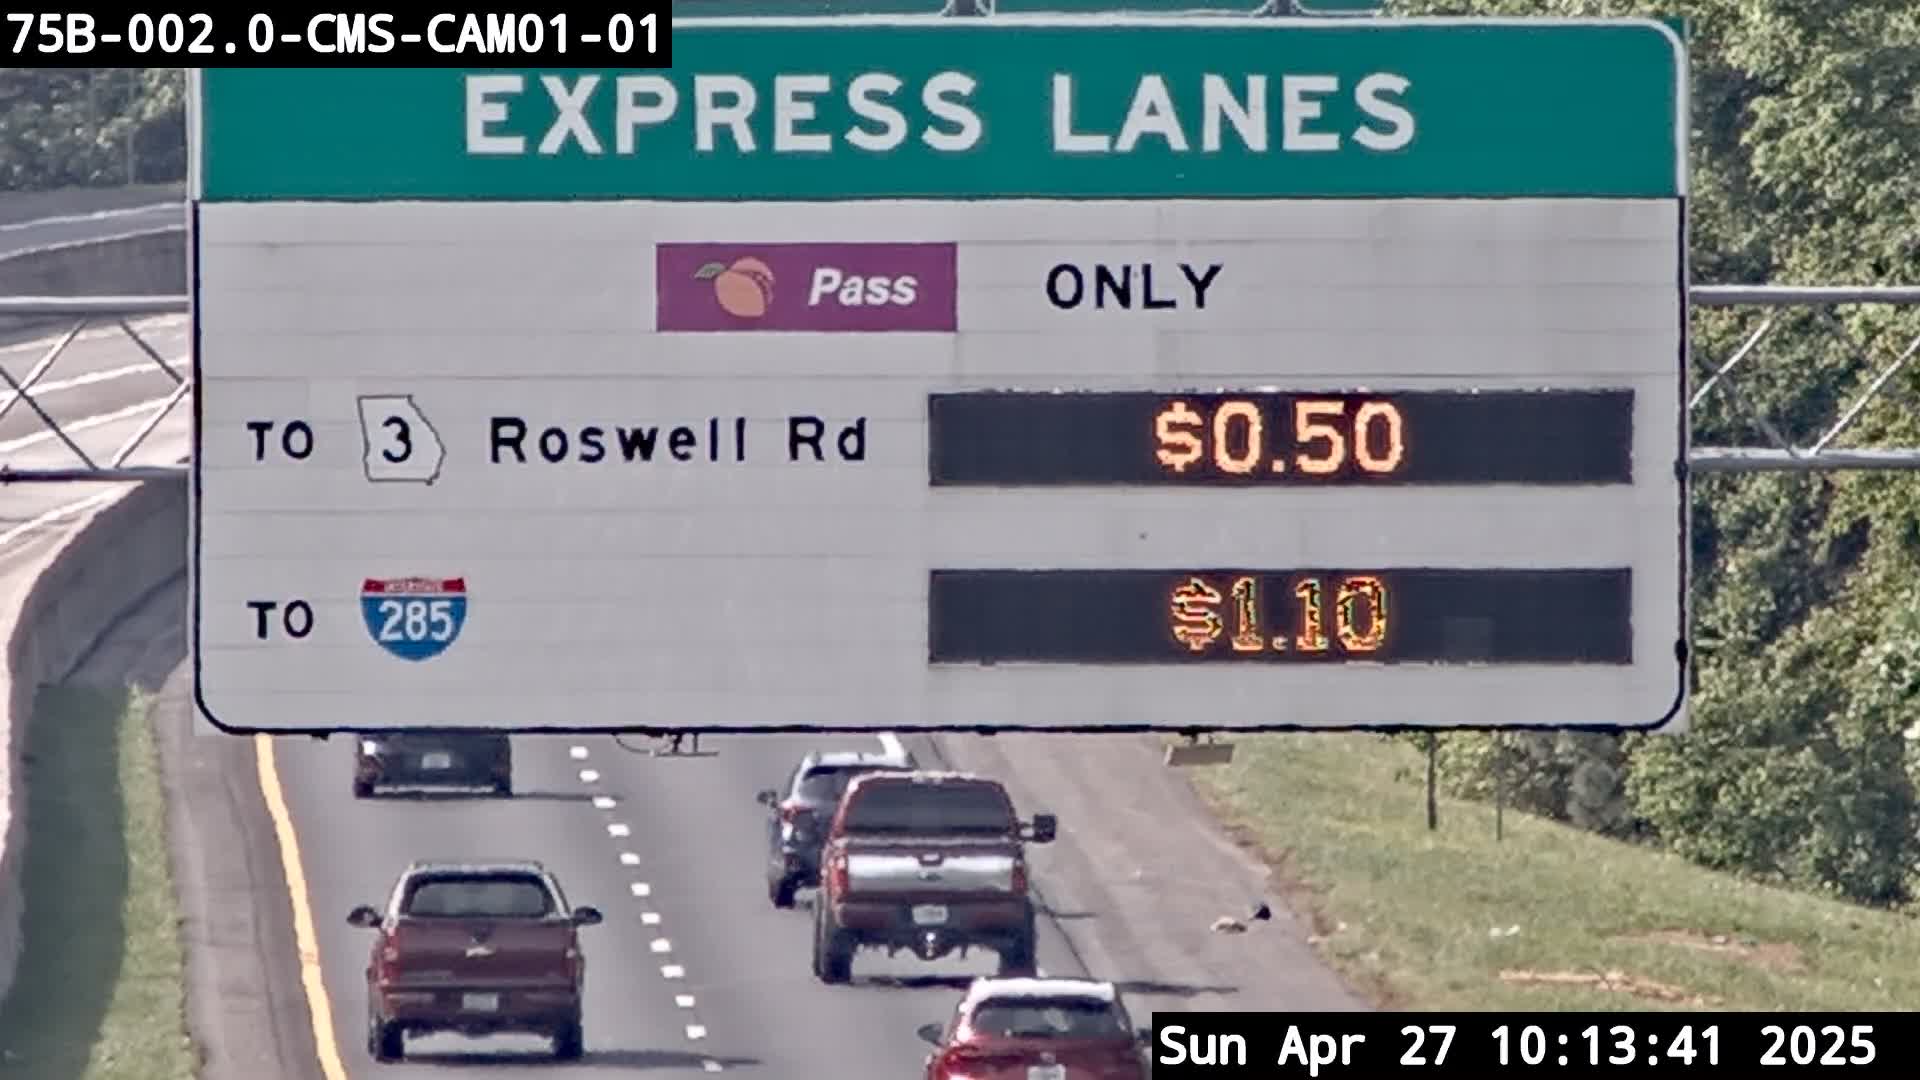 75B-002.0-CMS-CAM01-01
EXPRESS LANES
Pass ONLY
TO 3 Roswell Rd $0.50
TO INTERSTATE 285 $1.10
Sun Apr 27 10:13:41 2025